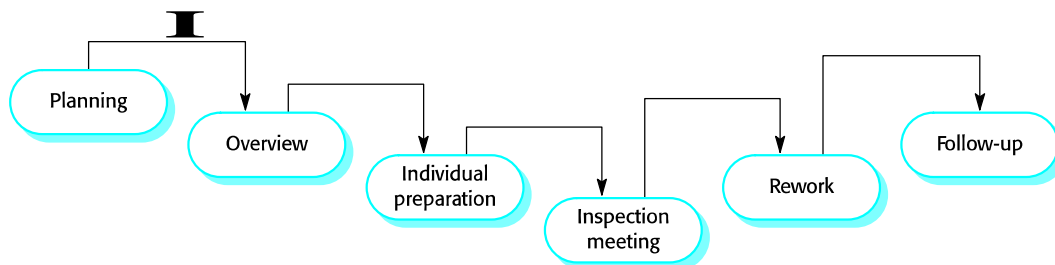 I
Planning
Overview
Individual
preparation
Inspection
meeting
Rework
Follow-up